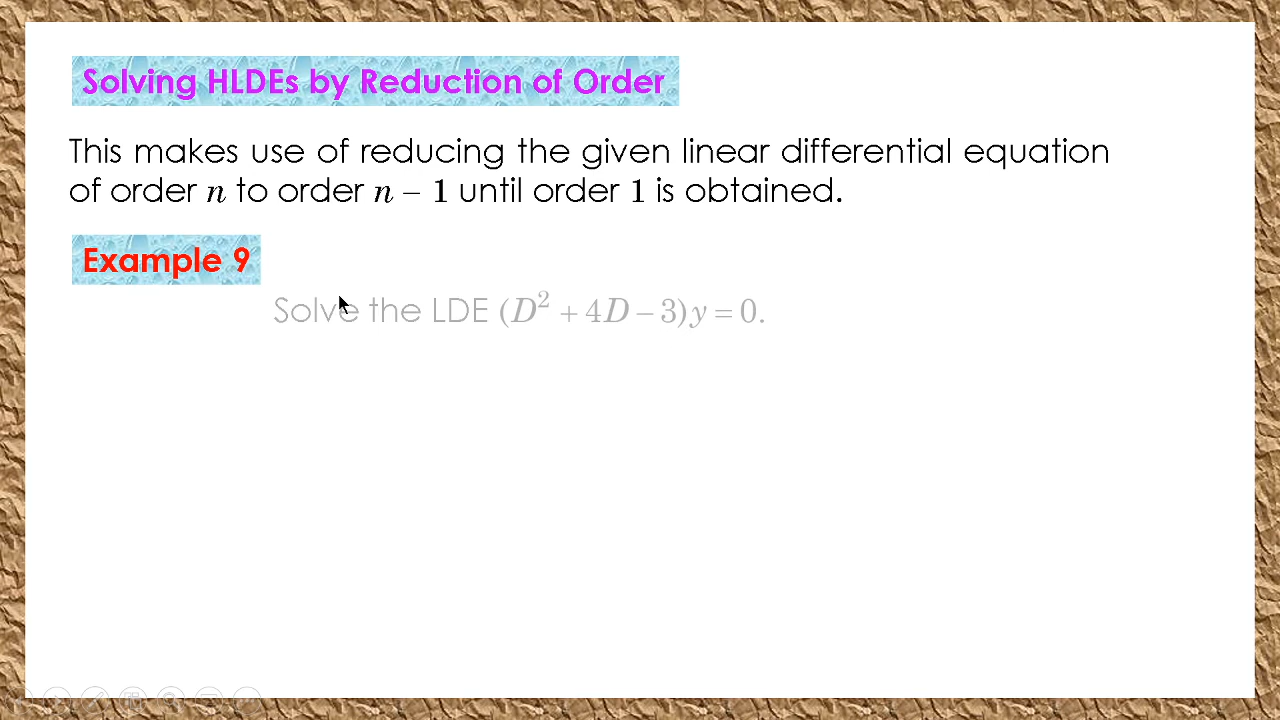 Solving HLDEs by Reduction of Order
This makes use of reducing the given linear differential equation
of order n to order n – 1 until order 1 is obtained.
Example 9
Solve the LDE (D² + 4D – 3)y = 0.